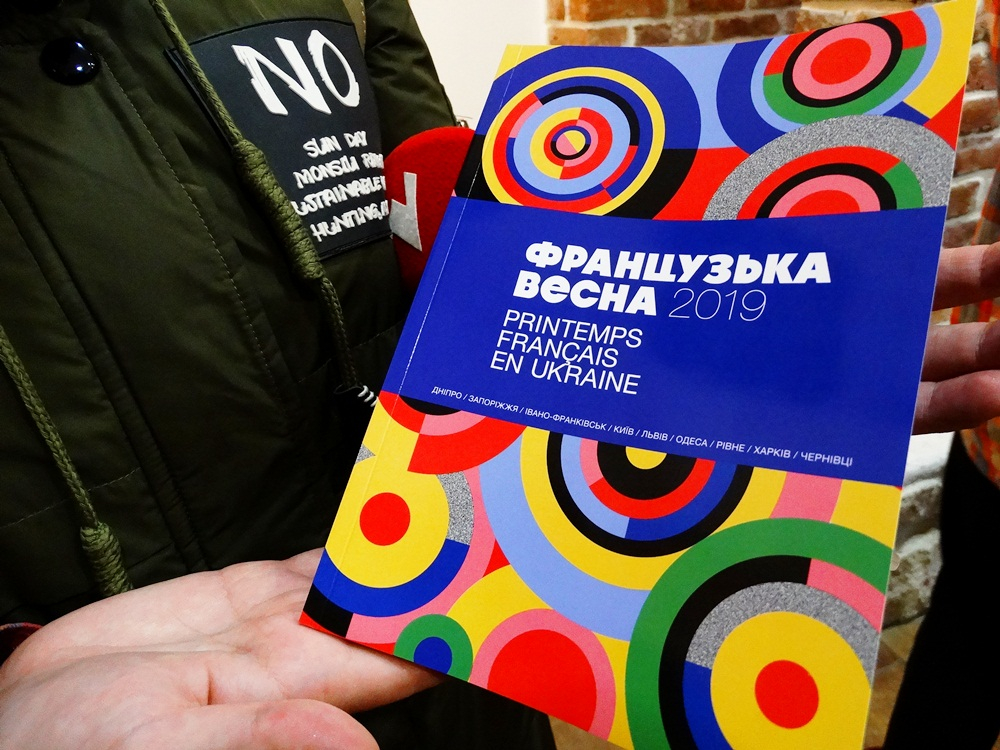 NO
SUN DAY
HUNTING,
ФРАНЦУЗЬКА
ВеСНА 2019
PRINTEMPS
FRANÇAIS
EN UKRAINE
ДНІПРО / ЗАПОРІЖЖЯ / ІВАНО-ФРАНКІВСЬК / КИЇВ / ЛЬВІВ / ОДЕСА / РІВНЕ / ХАРКІВ / ЧЕРНІВЦІ